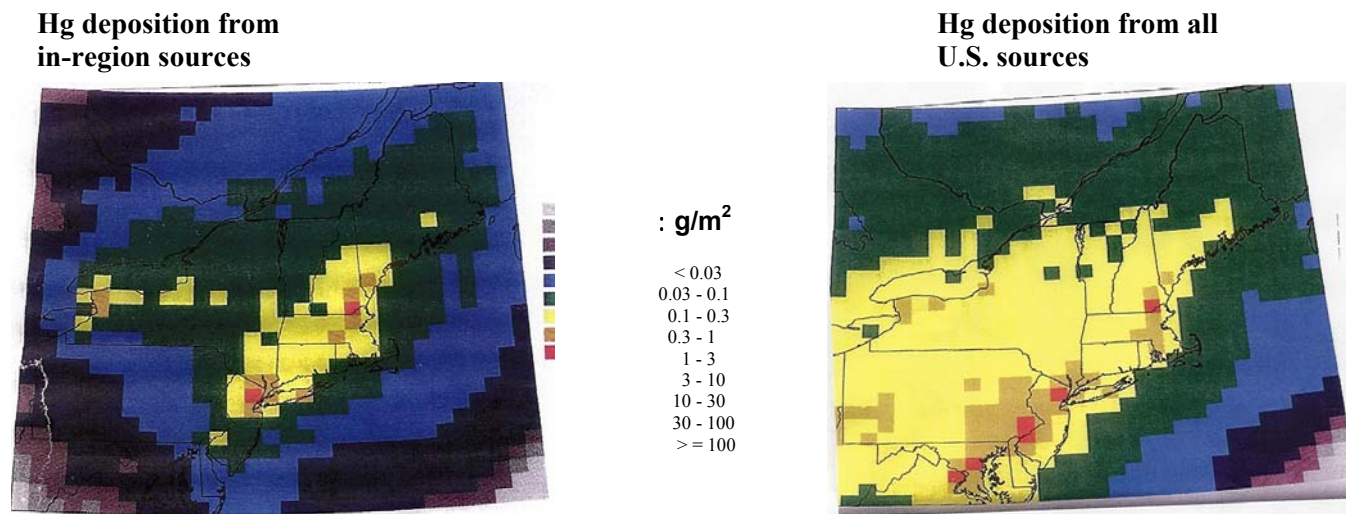 Hg deposition from
in-region sources
Hg deposition from all
U.S. sources
: g/m²
< 0.03
0.03 - 0.1
0.1 - 0.3
0.3 - 1
1 - 3
3 - 10
10 - 30
30 - 100
> = 100